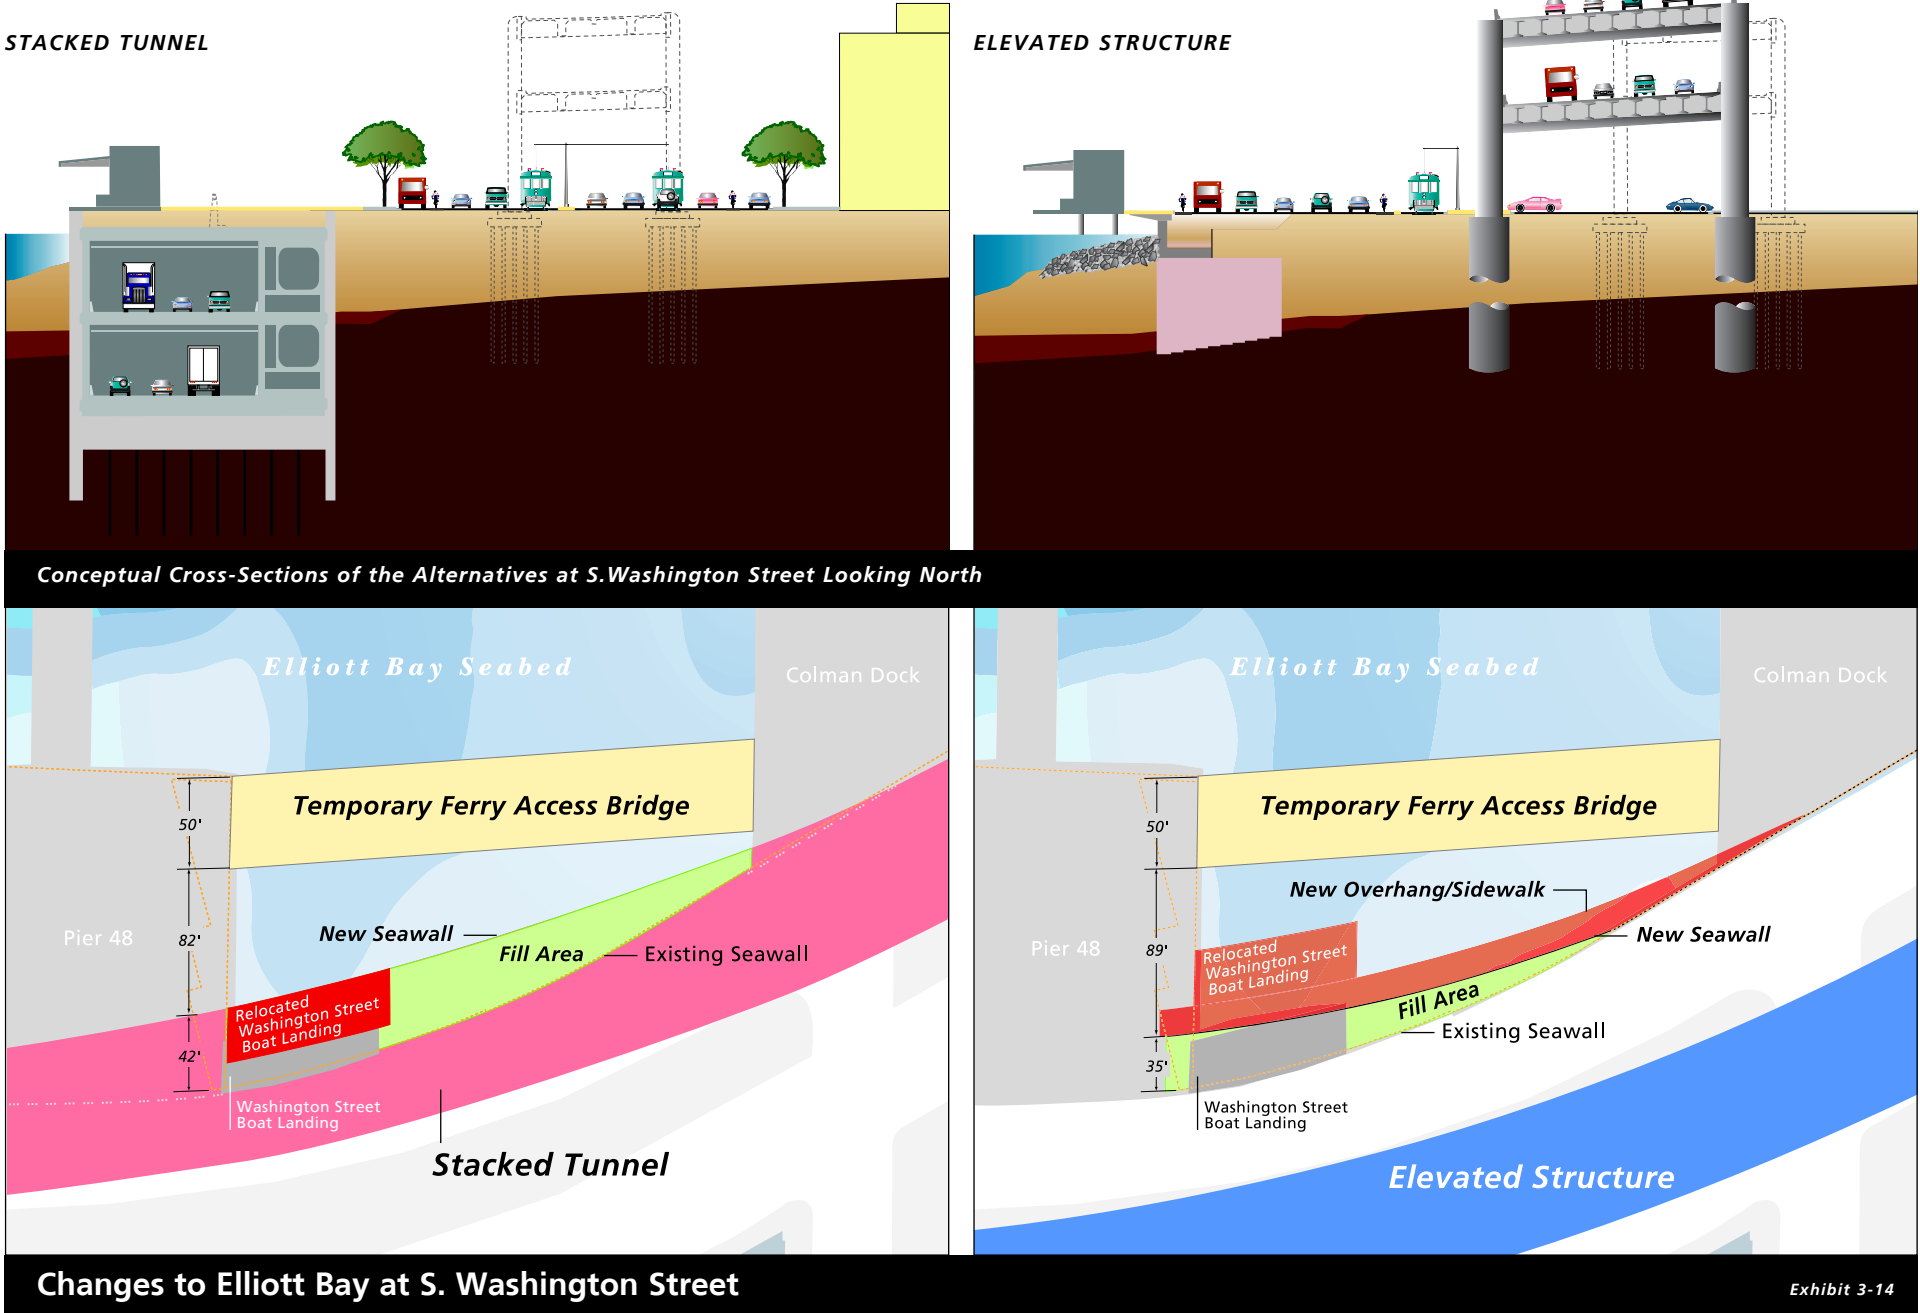 STACKED TUNNEL
ELEVATED STRUCTURE
Conceptual Cross-Sections of the Alternatives at S.Washington Street Looking North
Elliott Bay Seabed
Colman Dock
Temporary Ferry Access Bridge
50'
New Seawall
Fill Area
Existing Seawall
Pier 48
82'
Relocated
Washington Street
Boat Landing
42'
Washington Street
Boat Landing
Stacked Tunnel
Elliott Bay Seabed
Colman Dock
Temporary Ferry Access Bridge
50'
New Overhang/Sidewalk
New Seawall
Pier 48
89'
Relocated
Washington Street
Boat Landing
Fill Area
Existing Seawall
35'
Washington Street
Boat Landing
Elevated Structure
Changes to Elliott Bay at S. Washington Street
Exhibit 3-14